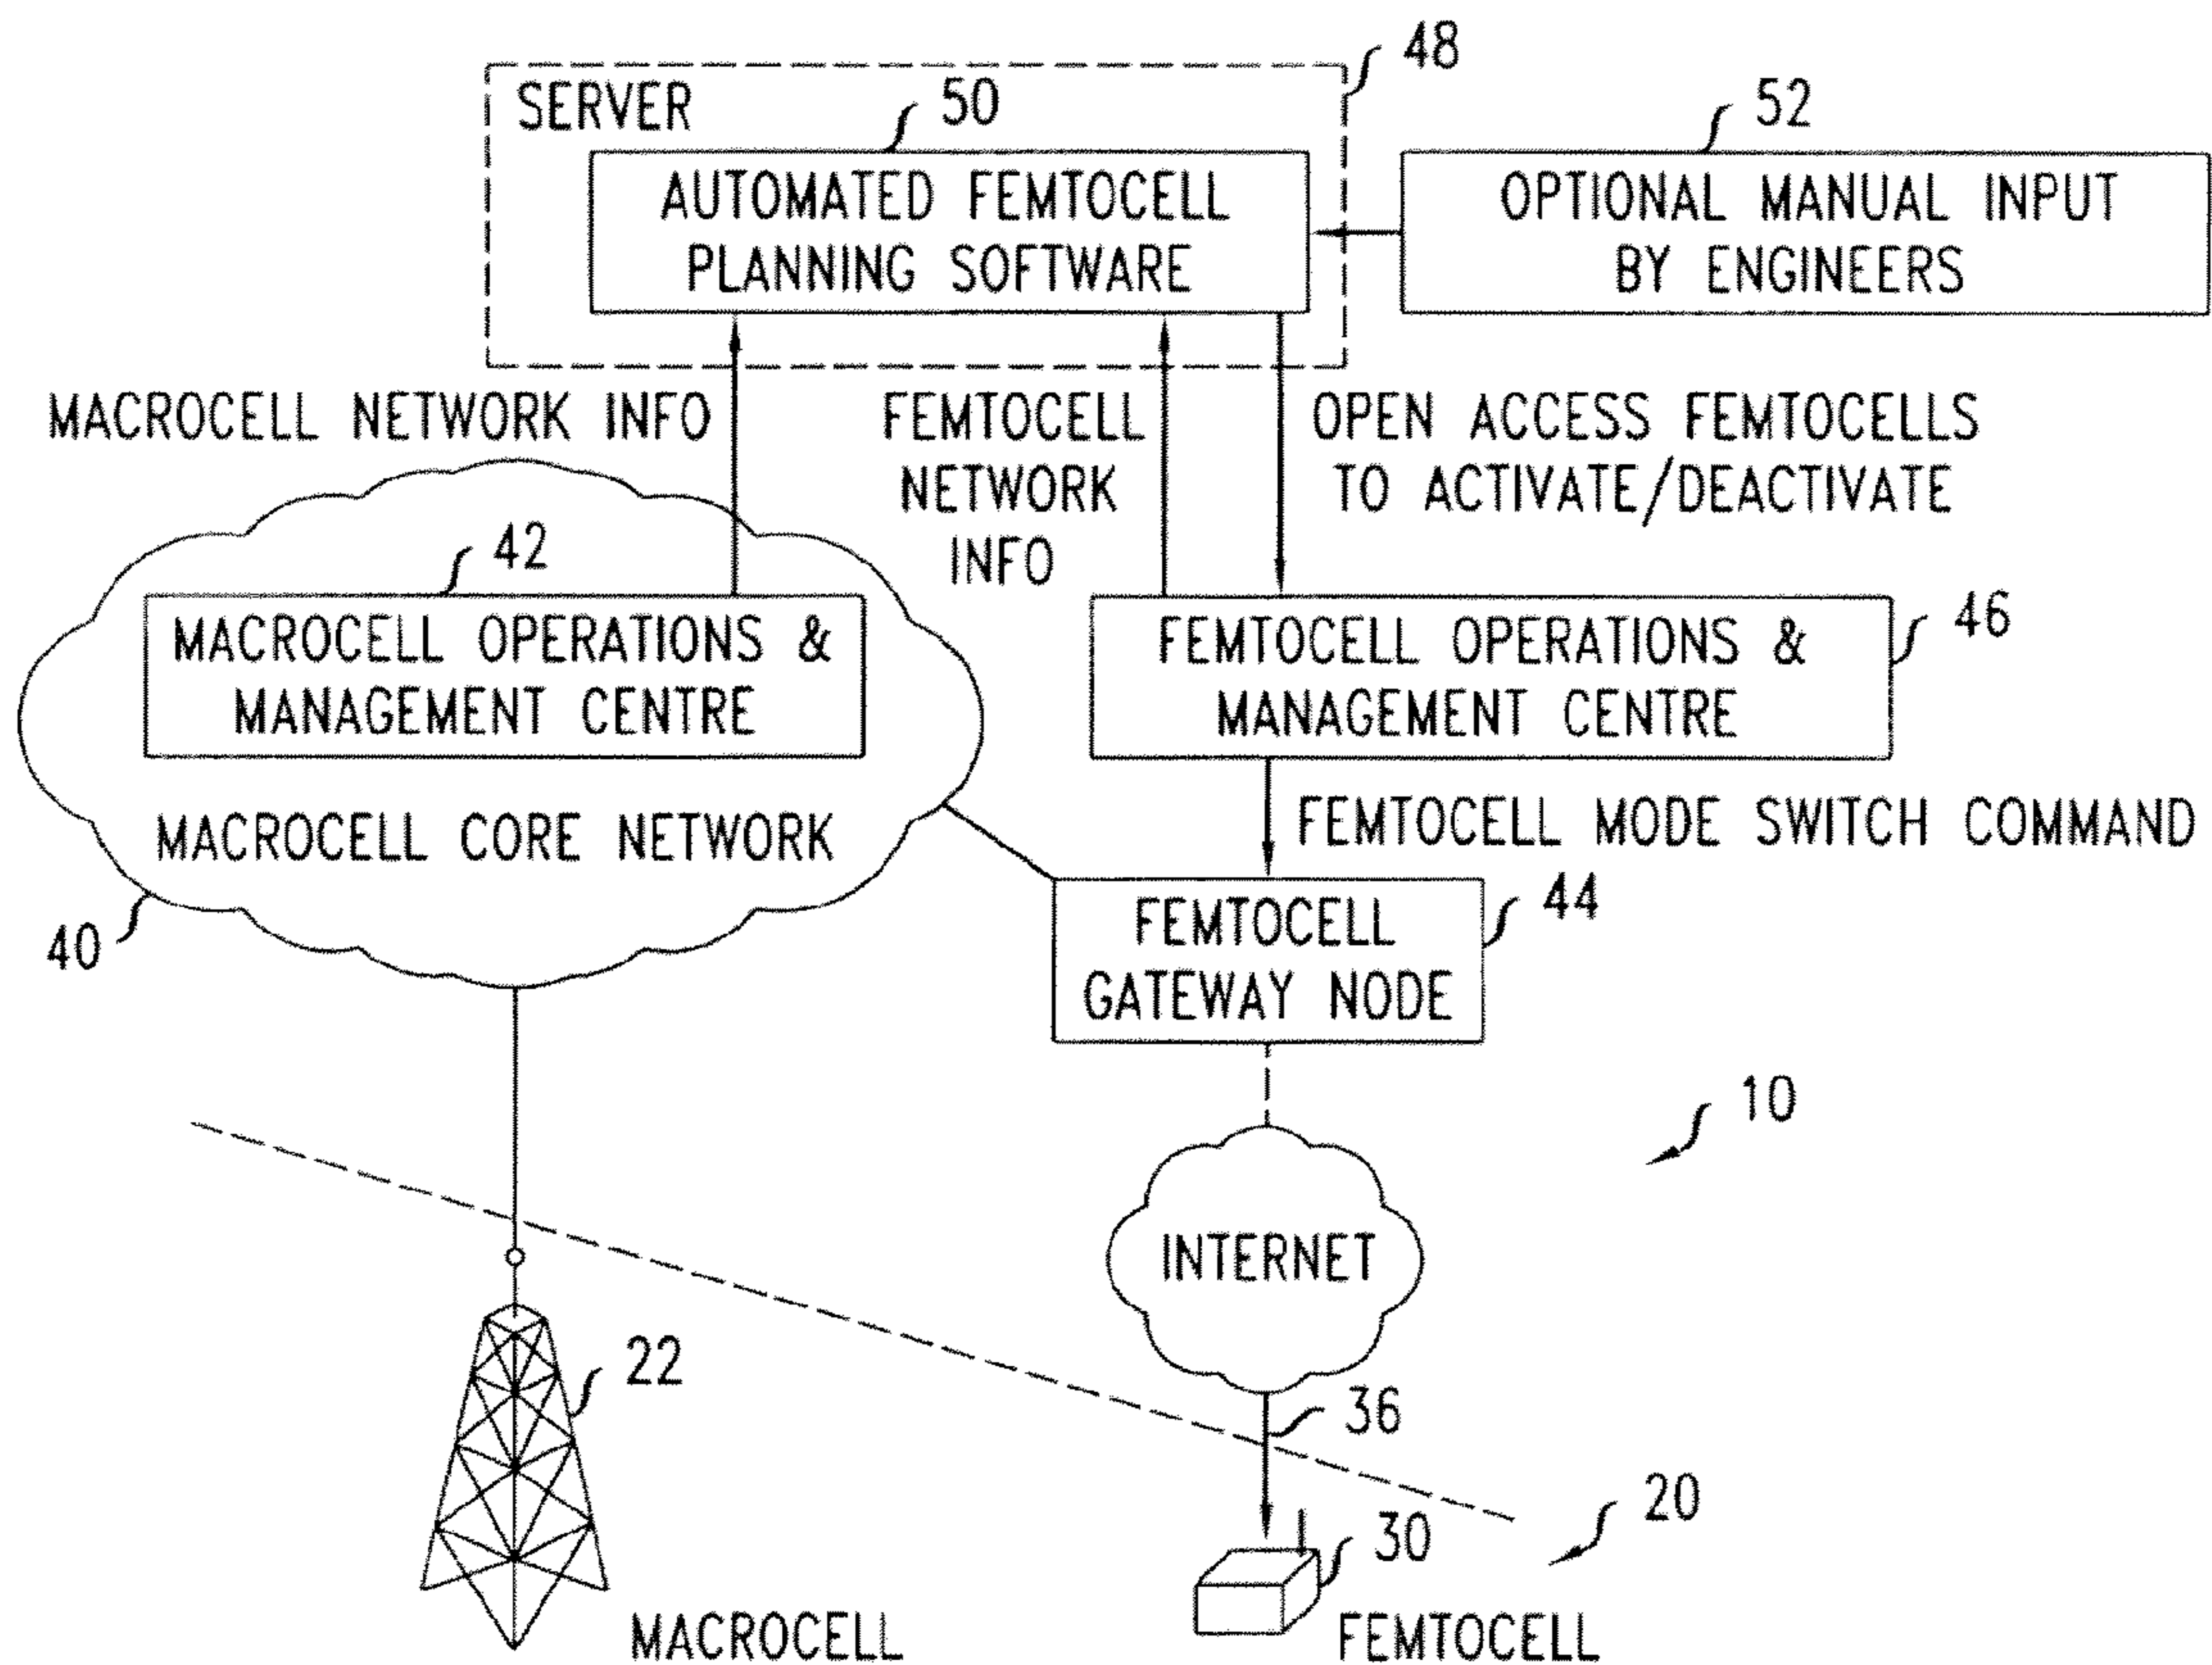 48
SERVER
50
52
AUTOMATED FEMTOCELL
PLANNING SOFTWARE
OPTIONAL MANUAL INPUT
BY ENGINEERS
MACROCELL NETWORK INFO
FEMTOCELL
NETWORK
INFO
OPEN ACCESS FEMTOCELLS
TO ACTIVATE/DEACTIVATE
42
MACROCELL OPERATIONS &
MANAGEMENT CENTRE
46
FEMTOCELL OPERATIONS &
MANAGEMENT CENTRE
MACROCELL CORE NETWORK
FEMTOCELL MODE SWITCH COMMAND
40
44
FEMTOCELL
GATEWAY NODE
10
INTERNET
22
36
20
30
MACROCELL
FEMTOCELL